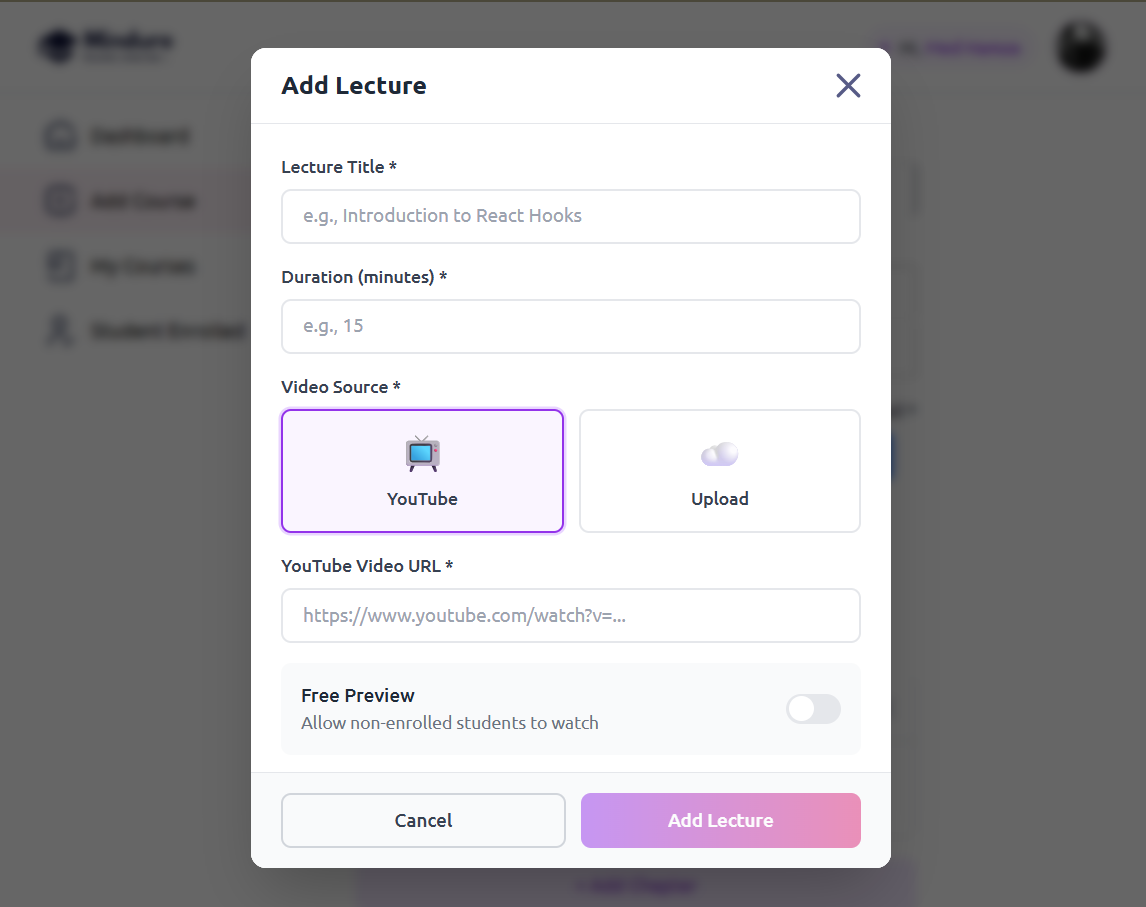 Add Lecture
Lecture Title *
e.g., Introduction to React Hooks
Duration (minutes) *
e.g., 15
Video Source *
YouTube
Upload
YouTube Video URL *
https://www.youtube.com/watch?v=...
Free Preview
Allow non-enrolled students to watch
Cancel
Add Lecture
Dashboard
Add Course
My Courses
Student Enrolled
+ Add Chapter